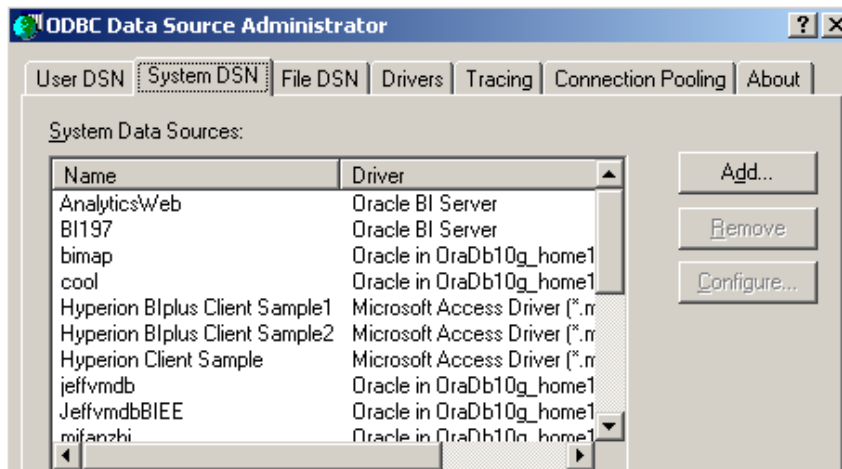 ODBC Data Source Administrator
User DSN System DSN File DSN Drivers Tracing Connection Pooling About
System Data Sources:
Name Driver
AnalyticsWeb Oracle BI Server
BI197 Oracle BI Server
bimap Oracle in OraDb10g_home1
cool Oracle in OraDb10g_home1
Hyperion BIplus Client Sample1 Microsoft Access Driver (*.m
Hyperion BIplus Client Sample2 Microsoft Access Driver (*.m
Hyperion Client Sample Microsoft Access Driver (*.m
jeffvmdb Oracle in OraDb10g_home1
JeffvmdbBIEE Oracle in OraDb10g_home1
mifanzhi Oracle in OraDb10g_home1
Add...
Remove
Configure...